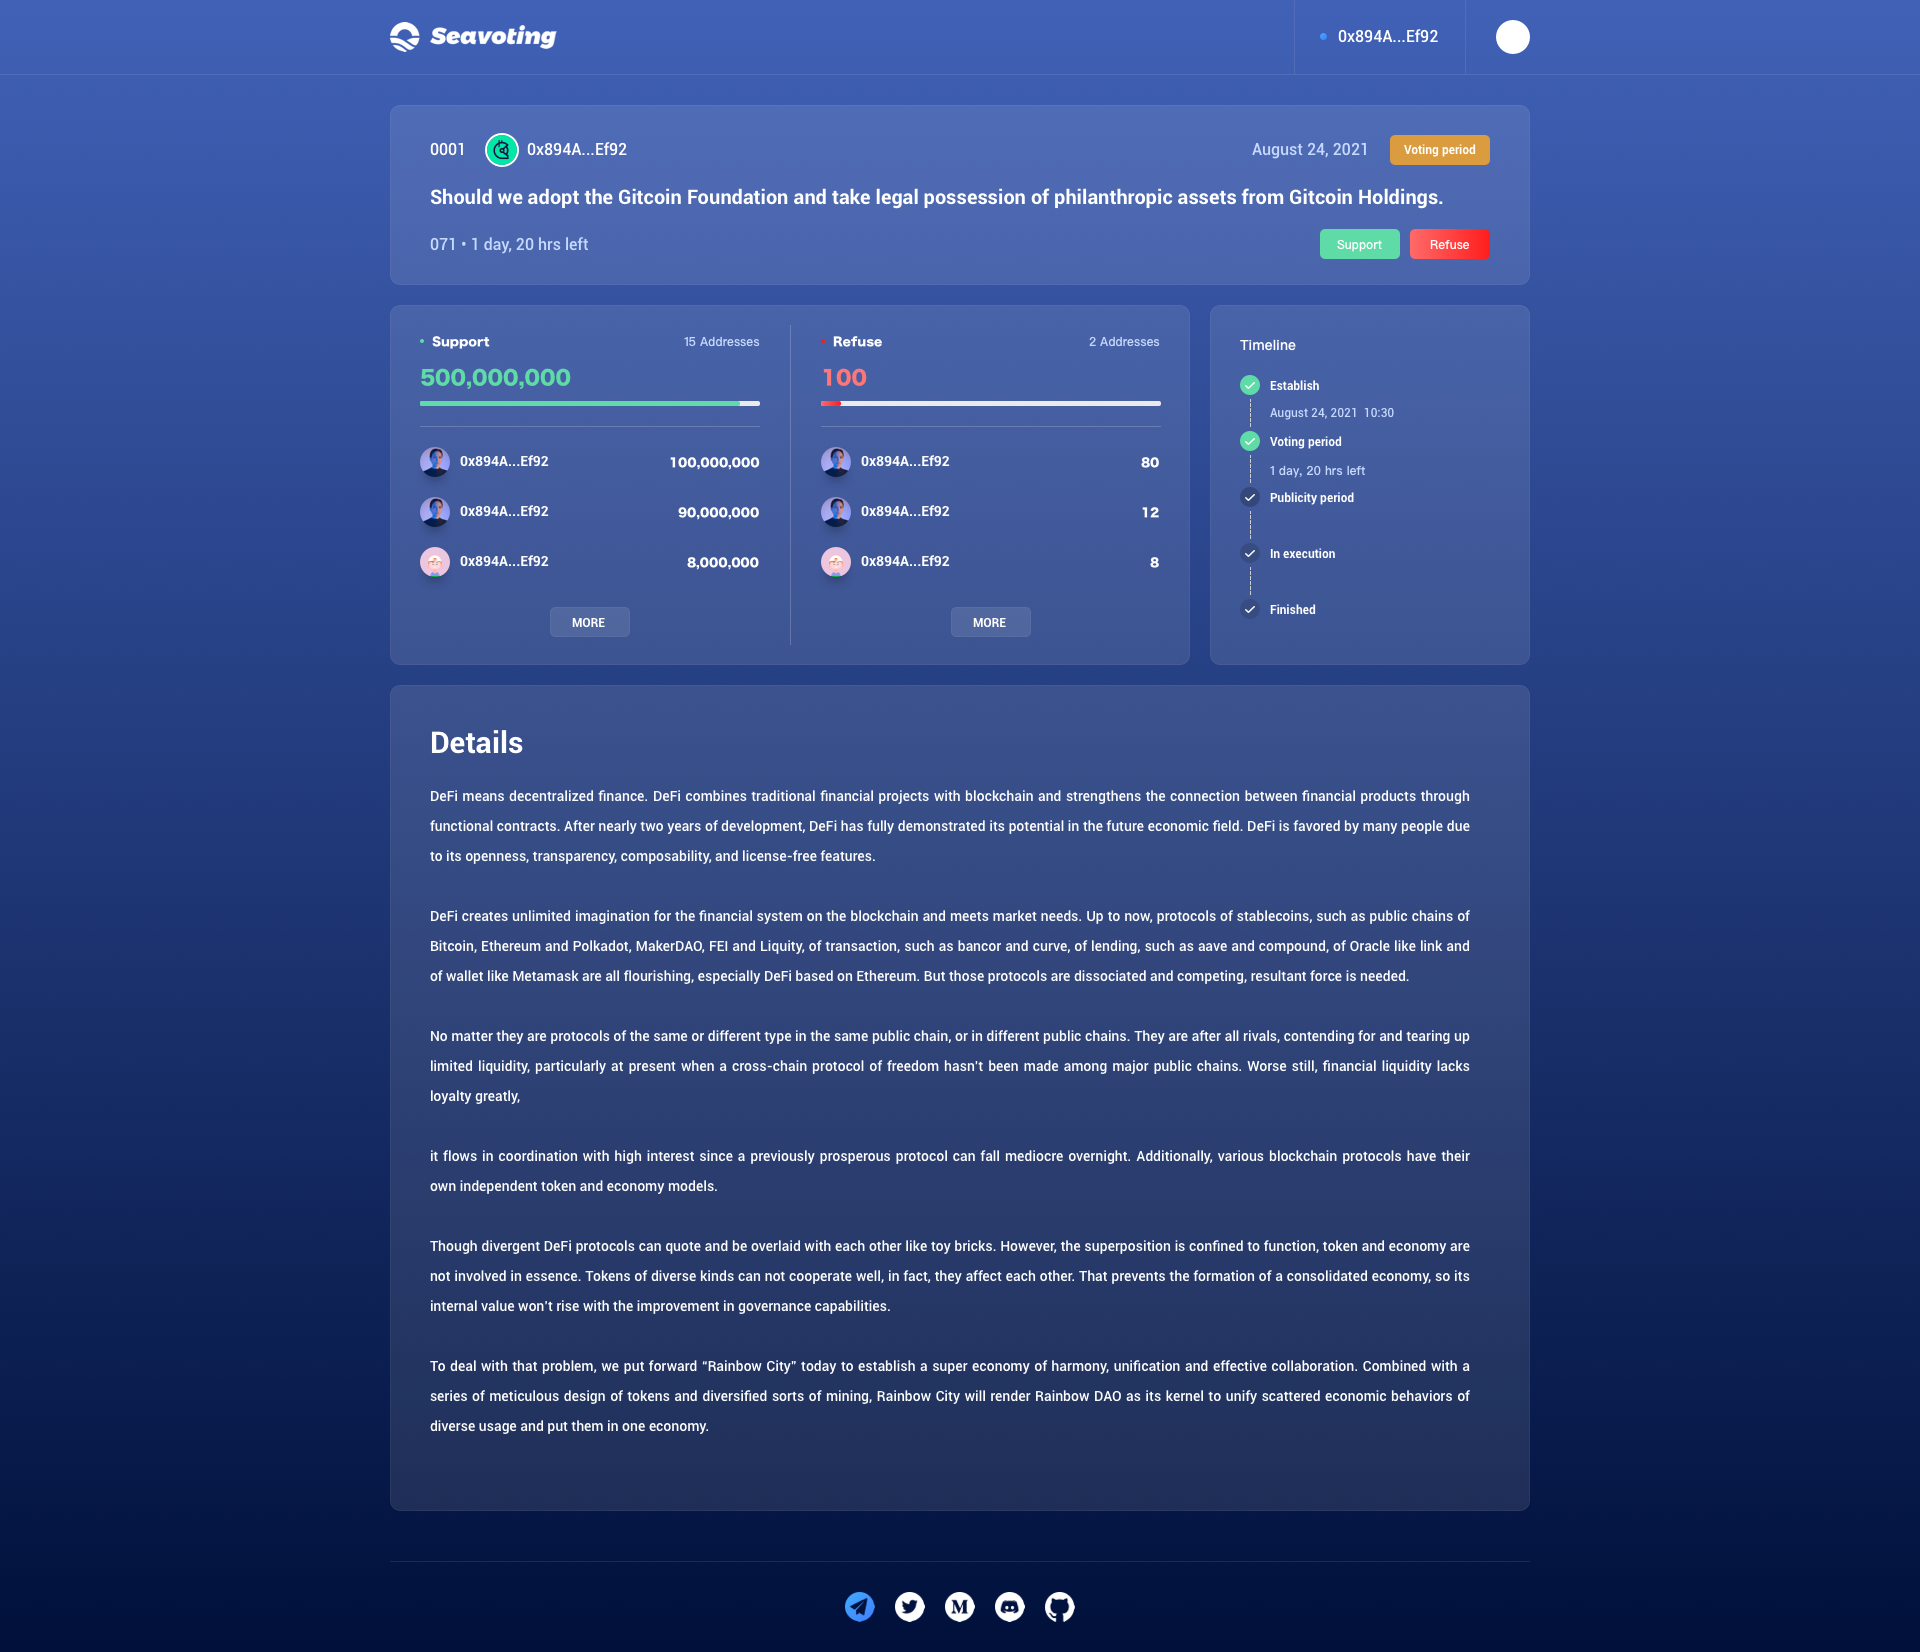 Seavoting
0x894A...Ef92
0001
0x894A...Ef92
August 24, 2021
Voting period
Should we adopt the Gitcoin Foundation and take legal possession of philanthropic assets from Gitcoin Holdings.
071 • 1 day, 20 hrs left
Support
Refuse
Support
15 Addresses
500,000,000
0x894A...Ef92
100,000,000
0x894A...Ef92
90,000,000
0x894A...Ef92
8,000,000
MORE
Refuse
2 Addresses
100
0x894A...Ef92
80
0x894A...Ef92
12
0x894A...Ef92
8
MORE
Timeline
Establish
August 24, 2021 10:30
Voting period
1 day, 20 hrs left
Publicity period
In execution
Finished
Details
DeFi means decentralized finance. DeFi combines traditional financial projects with blockchain and strengthens the connection between financial products through
functional contracts. After nearly two years of development, DeFi has fully demonstrated its potential in the future economic field. DeFi is favored by many people due
to its openness, transparency, composability, and license-free features.
DeFi creates unlimited imagination for the financial system on the blockchain and meets market needs. Up to now, protocols of stablecoins, such as public chains of
Bitcoin, Ethereum and Polkadot, MakerDAO, FEI and Liquity, of transaction, such as bancor and curve, of lending, such as aave and compound, of Oracle like link and
of wallet like Metamask are all flourishing, especially DeFi based on Ethereum. But those protocols are dissociated and competing, resultant force is needed.
No matter they are protocols of the same or different type in the same public chain, or in different public chains. They are after all rivals, contending for and tearing up
limited liquidity, particularly at present when a cross-chain protocol of freedom hasn't been made among major public chains. Worse still, financial liquidity lacks
loyalty greatly,
it flows in coordination with high interest since a previously prosperous protocol can fall mediocre overnight. Additionally, various blockchain protocols have their
own independent token and economy models.
Though divergent DeFi protocols can quote and be overlaid with each other like toy bricks. However, the superposition is confined to function, token and economy are
not involved in essence. Tokens of diverse kinds can not cooperate well, in fact, they affect each other. That prevents the formation of a consolidated economy, so its
internal value won't rise with the improvement in governance capabilities.
To deal with that problem, we put forward “Rainbow City” today to establish a super economy of harmony, unification and effective collaboration. Combined with a
series of meticulous design of tokens and diversified sorts of mining, Rainbow City will render Rainbow DAO as its kernel to unify scattered economic behaviors of
diverse usage and put them in one economy.